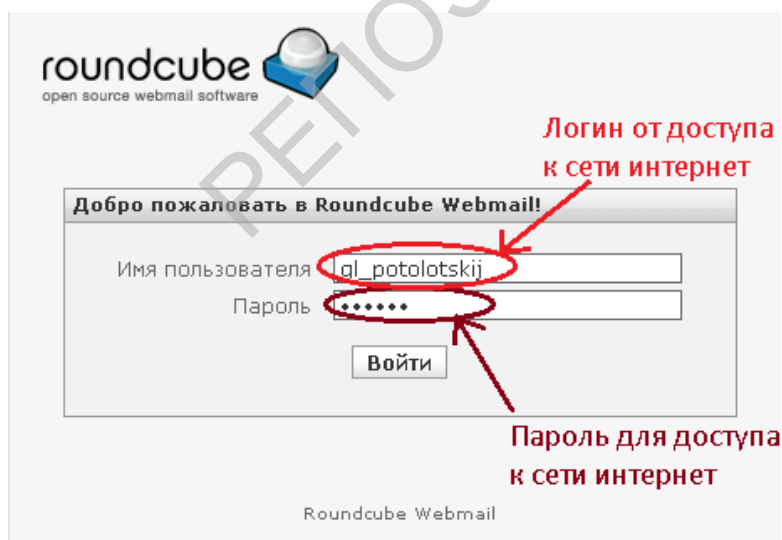 РЕПОЗ
roundcube
open source webmail software
Логин от доступа
к сети интернет
Добро пожаловать в Roundcube Webmail!
Имя пользователя gl_potolotskij
Пароль ••••••
Войти
Пароль для доступа
к сети интернет
Roundcube Webmail